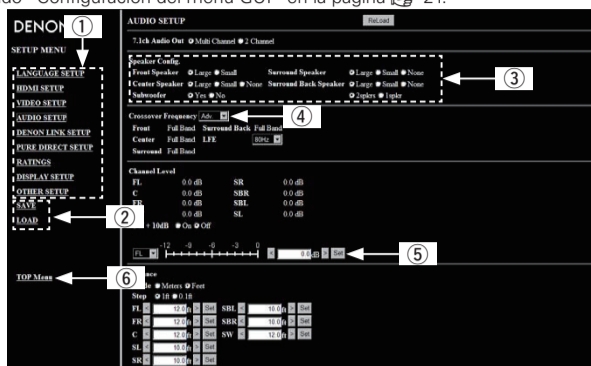 Configuración del menú GUI" en la página 21.
DENON
SETUP MENU
LANGUAGE SETUP
HDMI SETUP
VIDEO SETUP
AUDIO SETUP
DENON LINK SETUP
PURE DIRECT SETUP
RATINGS
DISPLAY SETUP
OTHER SETUP
SAVE
LOAD
TOP Menu
1
2
6
AUDIO SETUP ReLoad
7.1ch Audio Out Multi Channel 2 Channel
Speaker Config.
Front Speaker Large Small Surround Speaker Large Small None
Center Speaker Large Small None Surround Back Speaker Large Small None
Subwoofer Yes No 2spkrs 1spkr
3
Crossover Frequency Adv
4
Front Full Band Surround Back Full Band
Center Full Band LFE 80Hz
Surround Full Band
Channel Level
FL 0.0 dB SR 0.0 dB
C 0.0 dB SBR 0.0 dB
FR 0.0 dB SBL 0.0 dB
0.0 dB SL 0.0 dB
+ 10dB On Off
-12 -9 -6 -3 0
FL < 0.0 dB > Set
5
Meters Feet
Step 1ft 0.1ft
FL < 12.0 ft > Set SBL < 10.0 ft > Set
FR < 12.0 ft > Set SBR < 10.0 ft > Set
C < 12.0 ft > Set SW < 12.0 ft > Set
SL < 10.0 ft > Set
SR < 10.0 ft > Set